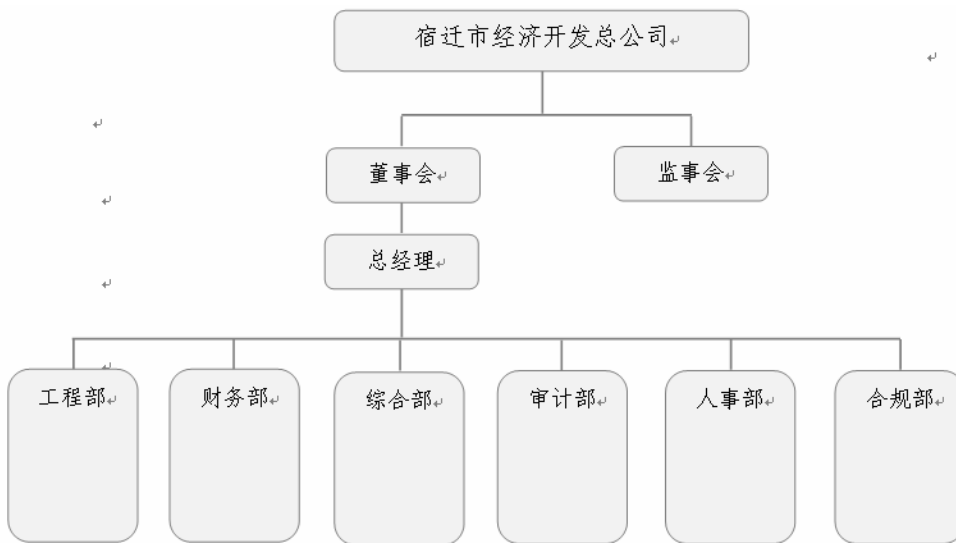 宿迁市经济开发总公司
董事会
监事会
总经理
工程部
财务部
综合部
审计部
人事部
合规部